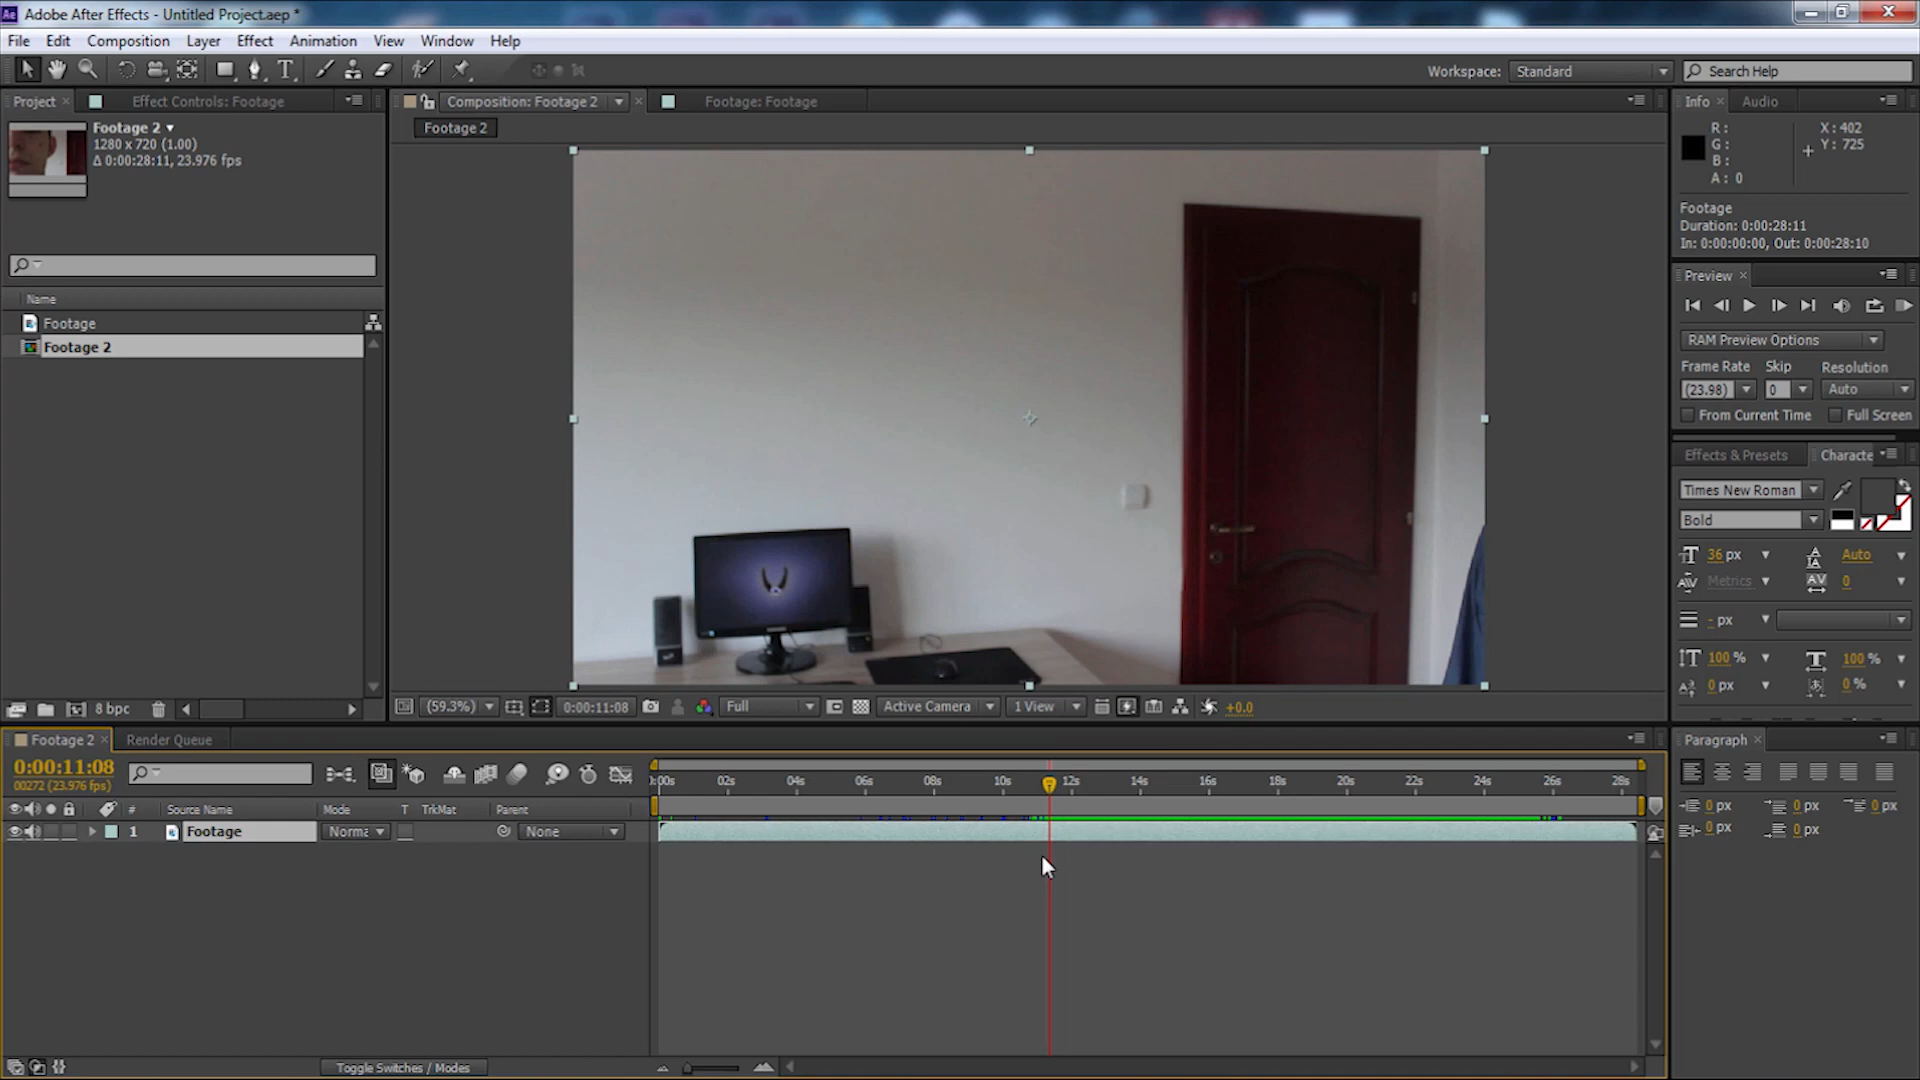 Adobe After Effects - Untitled Project.aep *
File Edit Composition Layer Effect Animation View Window Help
Workspace: Standard Search Help
Project Effect Controls: Footage
Footage 2
1280 x 720 (1.00)
Δ 0:00:28:11, 23.976 fps
Name
Footage
Footage 2
8 bpc
Composition: Footage 2 Footage: Footage
Footage 2
(59.3%) 0:00:11:08 Full Active Camera 1 View +0.0
Info Audio
R:
G:
B:
A: 0
X: 402
Y: 725
Footage
Duration: 0:00:28:11
In: 0:00:00:00, Out: 0:00:28:10
Preview
RAM Preview Options
Frame Rate Skip Resolution
(23.98) 0 Auto
From Current Time Full Screen
Effects & Presets Characte
Times New Roman
Bold
36 px Auto
Metrics 0
- px
100 % 100 %
0 px 0 %
Footage 2 Render Queue
0:00:11:08
00272 (23.976 fps)
# Source Name Mode T TrkMat Parent
1 Footage Norma None
:00s 02s 04s 06s 08s 10s 12s 14s 16s 18s 20s 22s 24s 26s 28s
Toggle Switches / Modes
Paragraph
0 px 0 px 0 px
0 px 0 px